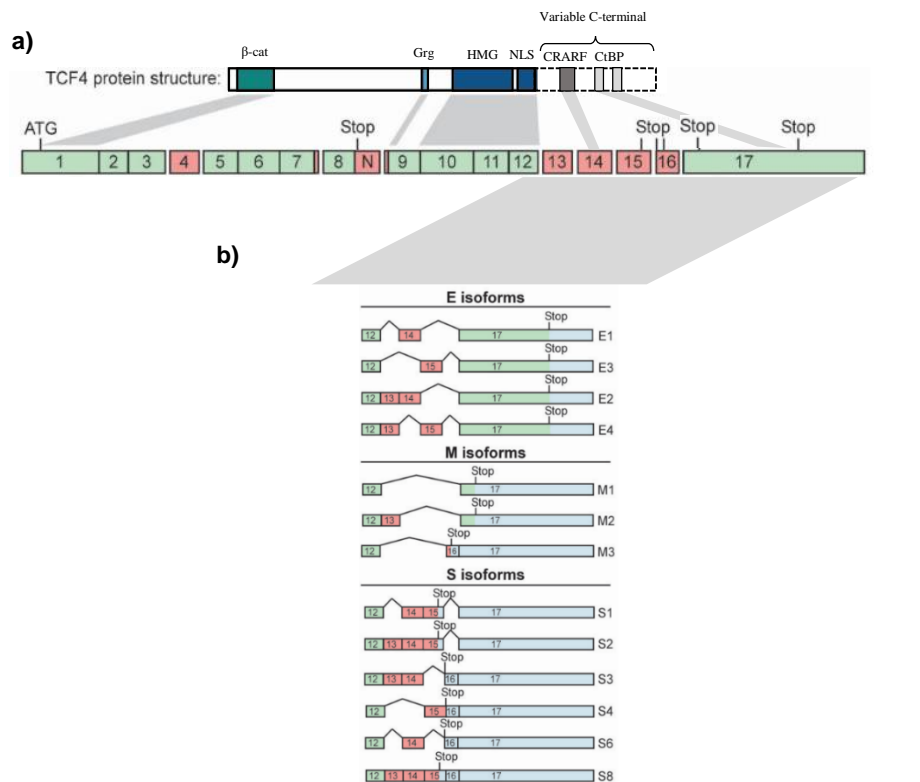 Variable C-terminal
a)
β-cat Grg HMG NLS CRARF CtBP
TCF4 protein structure:
ATG Stop Stop Stop Stop
1 2 3 4 5 6 7 8 N 9 10 11 12 13 14 15 16 17
b)
E isoforms
Stop
12 14 17 E1
Stop
12 15 17 E3
Stop
12 13 14 17 E2
Stop
12 13 15 17 E4
M isoforms
Stop
12 17 M1
Stop
12 13 17 M2
Stop
12 16 17 M3
S isoforms
Stop
12 14 15 17 S1
Stop
12 13 14 15 17 S2
Stop
12 13 14 16 17 S3
Stop
12 15 16 17 S4
Stop
12 14 16 17 S6
Stop
12 13 14 15 16 17 S8